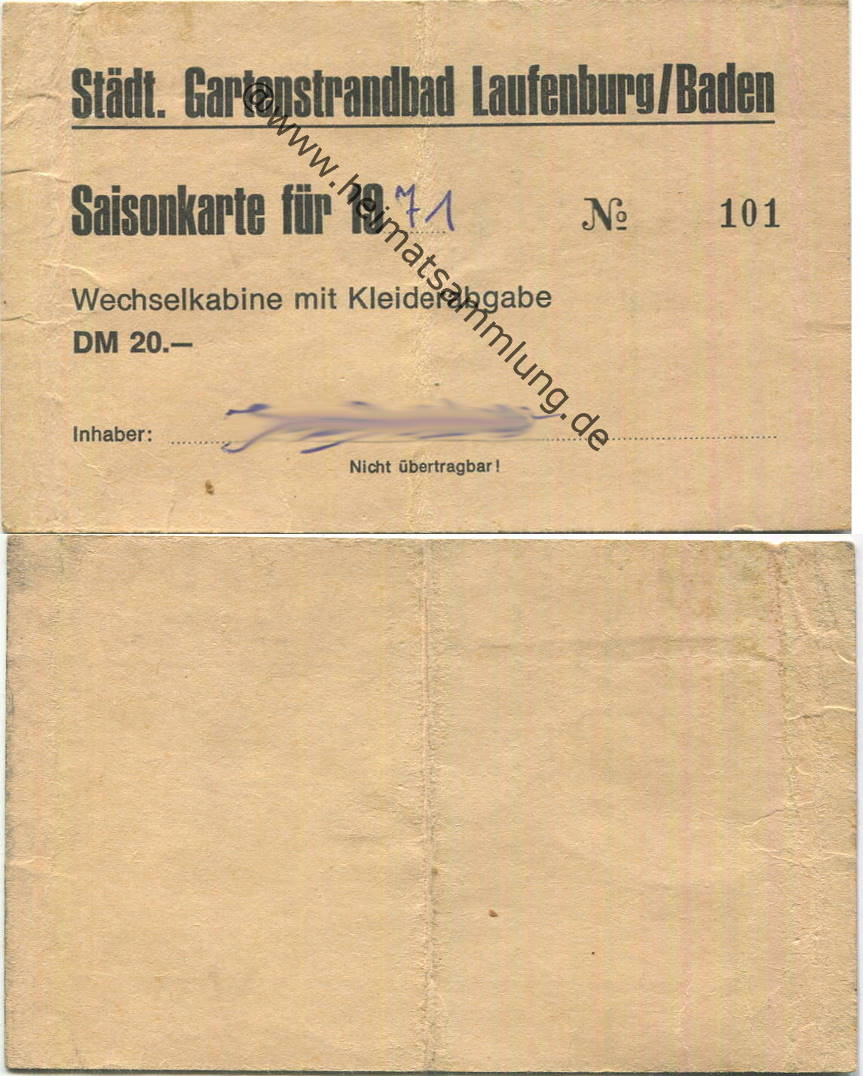 Städt. Gartenstrandbad Laufenburg/Baden
Saisonkarte für 1971 № 101
Wechselkabine mit Kleiderabgabe
DM 20.—
Inhaber:
Nicht übertragbar!
@www.heimatsammlung.de